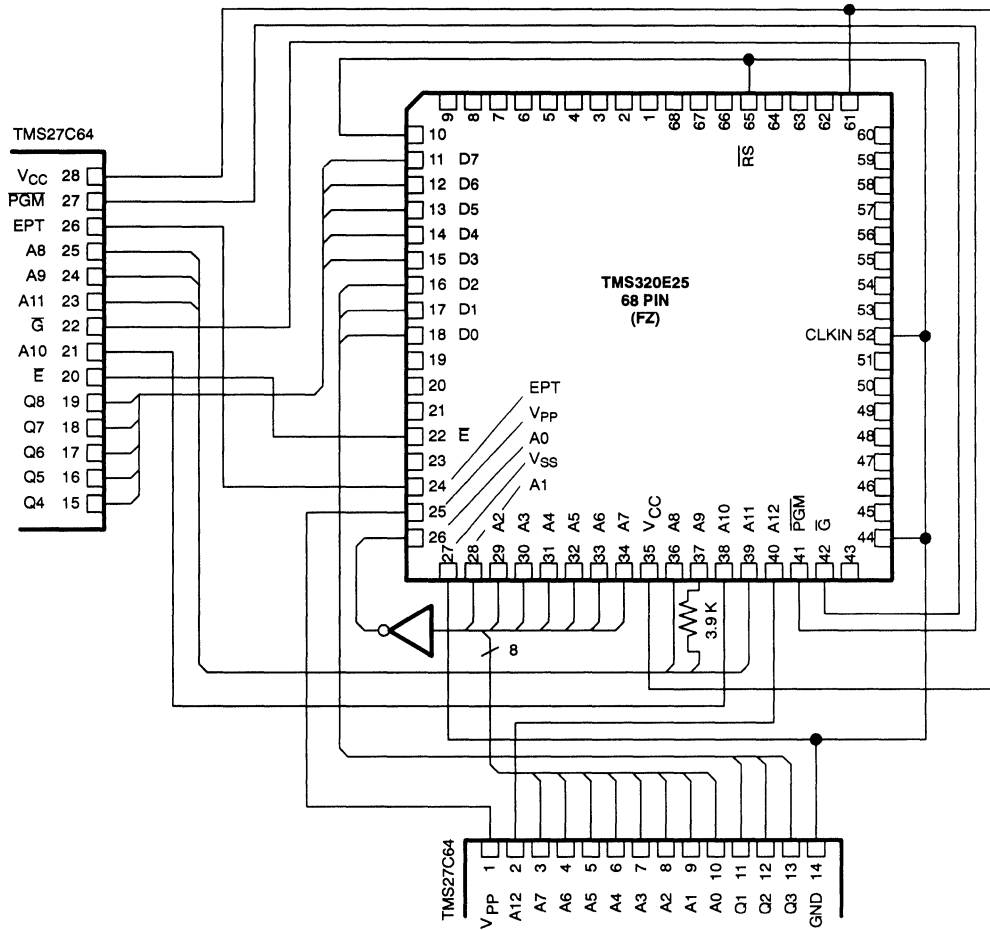 9 8 7 6 5 4 3 2 1 68 67 66 65 64 63 62 61
R̅S̅
TMS27C64
VCC 28
P̅G̅M̅ 27
EPT 26
A8 25
A9 24
A11 23
G̅ 22
A10 21
E̅ 20
Q8 19
Q7 18
Q6 17
Q5 16
Q4 15
10
11 D7
12 D6
13 D5
14 D4
15 D3
16 D2
17 D1
18 D0
19
20
21
22 E̅
23
24
25
26
EPT
VPP
A0
VSS
A1
TMS320E25
68 PIN
(FZ)
60
59
58
57
56
55
54
53
CLKIN 52
51
50
49
48
47
46
45
44
A2 A3 A4 A5 A6 A7 VCC A8 A9 A10 A11 A12 P̅G̅M̅ G̅
27 28 29 30 31 32 33 34 35 36 37 38 39 40 41 42 43
3.9 K
8
TMS27C64
1 2 3 4 5 6 7 8 9 10 11 12 13 14
VPP A12 A7 A6 A5 A4 A3 A2 A1 A0 Q1 Q2 Q3 GND